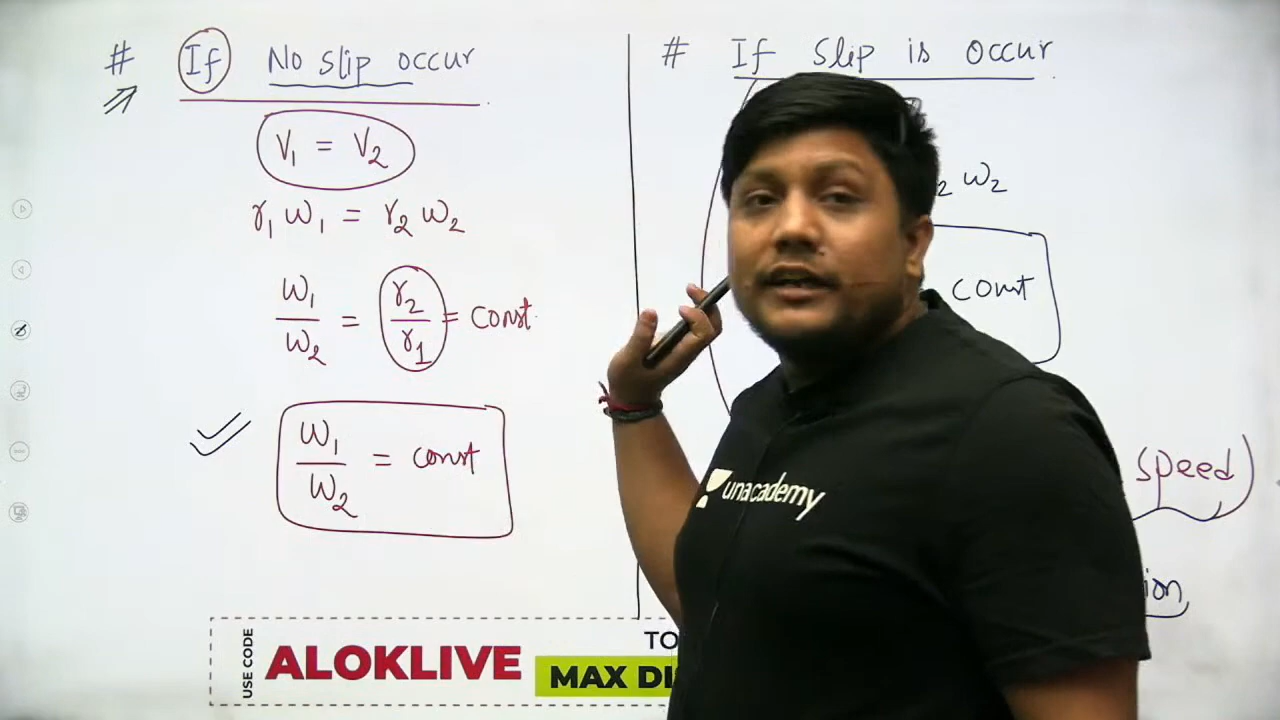 # If No slip occur
V₁ = V₂
r₁ ω₁ = r₂ ω₂
ω₁/ω₂ = r₂/r₁ = const.
ω₁/ω₂ = const
# If Slip is Occur
₂ ω₂
const
speed)
ion
unacademy
USE CODE
ALOKLIVE
TO
MAX DI